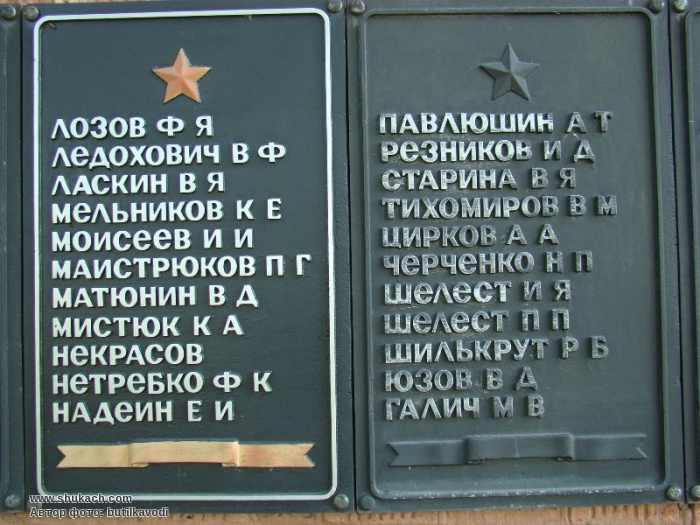 ЛОЗОВ Ф Я
ЛЕДОХОВИЧ В Ф
ЛАСКИН В Я
МЕЛЬНИКОВ К Е
МОИСЕЕВ И И
МАИСТРЮКОВ П Г
МАТЮНИН В Д
МИСТЮК К А
НЕКРАСОВ
НЕТРЕБКО Ф К
НАДЕИН Е И
ПАВЛЮШИН А Т
РЕЗНИКОВ И Д
СТАРИНА В Я
ТИХОМИРОВ В М
ЦИРКОВ А А
ЧЕРЧЕНКО Н П
ШЕЛЕСТ И Я
ШЕЛЕСТ П П
ШИЛЬКРУТ Р Б
ЮЗОВ В Д
ГАЛИЧ М В
www.shukach.com
Автор фото: butilkavodi